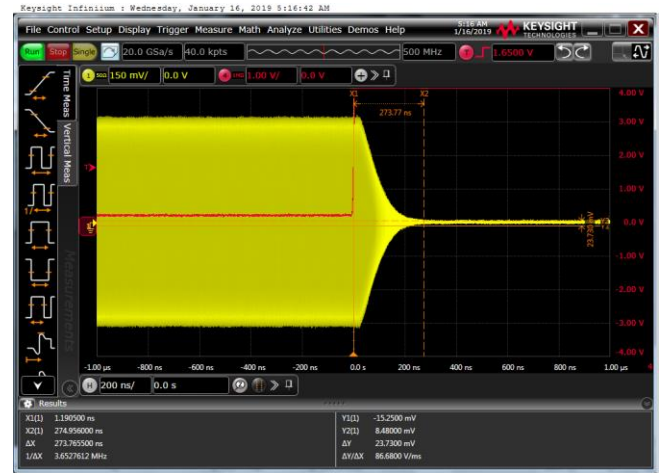 Keysight Infiniium : Wednesday, January 16, 2019 5:16:42 AM
File Control Setup Display Trigger Measure Math Analyze Utilities Demos Help
5:16 AM
1/16/2019
KEYSIGHT
TECHNOLOGIES
Run Stop Single 20.0 GSa/s 40.0 kpts 500 MHz T 1.6500 V
1 150 mV/ 0.0 V 4 1.00 V/ 0.0 V
Time Meas
Vertical Meas
Measurements
X1 X2
273.77 ns
4.00 V
3.00 V
2.00 V
T
1.00 V
0.0 V
23.730 mV
-1.00 V
-2.00 V
-3.00 V
-4.00 V
1/
-1.00 µs -800 ns -600 ns -400 ns -200 ns 0.0 s 200 ns 400 ns 600 ns 800 ns 1.00 µs
H 200 ns/ 0.0 s
Results
X1(1) 1.190500 ns Y1(1) -15.2500 mV
X2(1) 274.956000 ns Y2(1) 8.48000 mV
ΔX 273.765500 ns ΔY 23.7300 mV
1/ΔX 3.6527612 MHz ΔY/ΔX 86.6800 V/ms